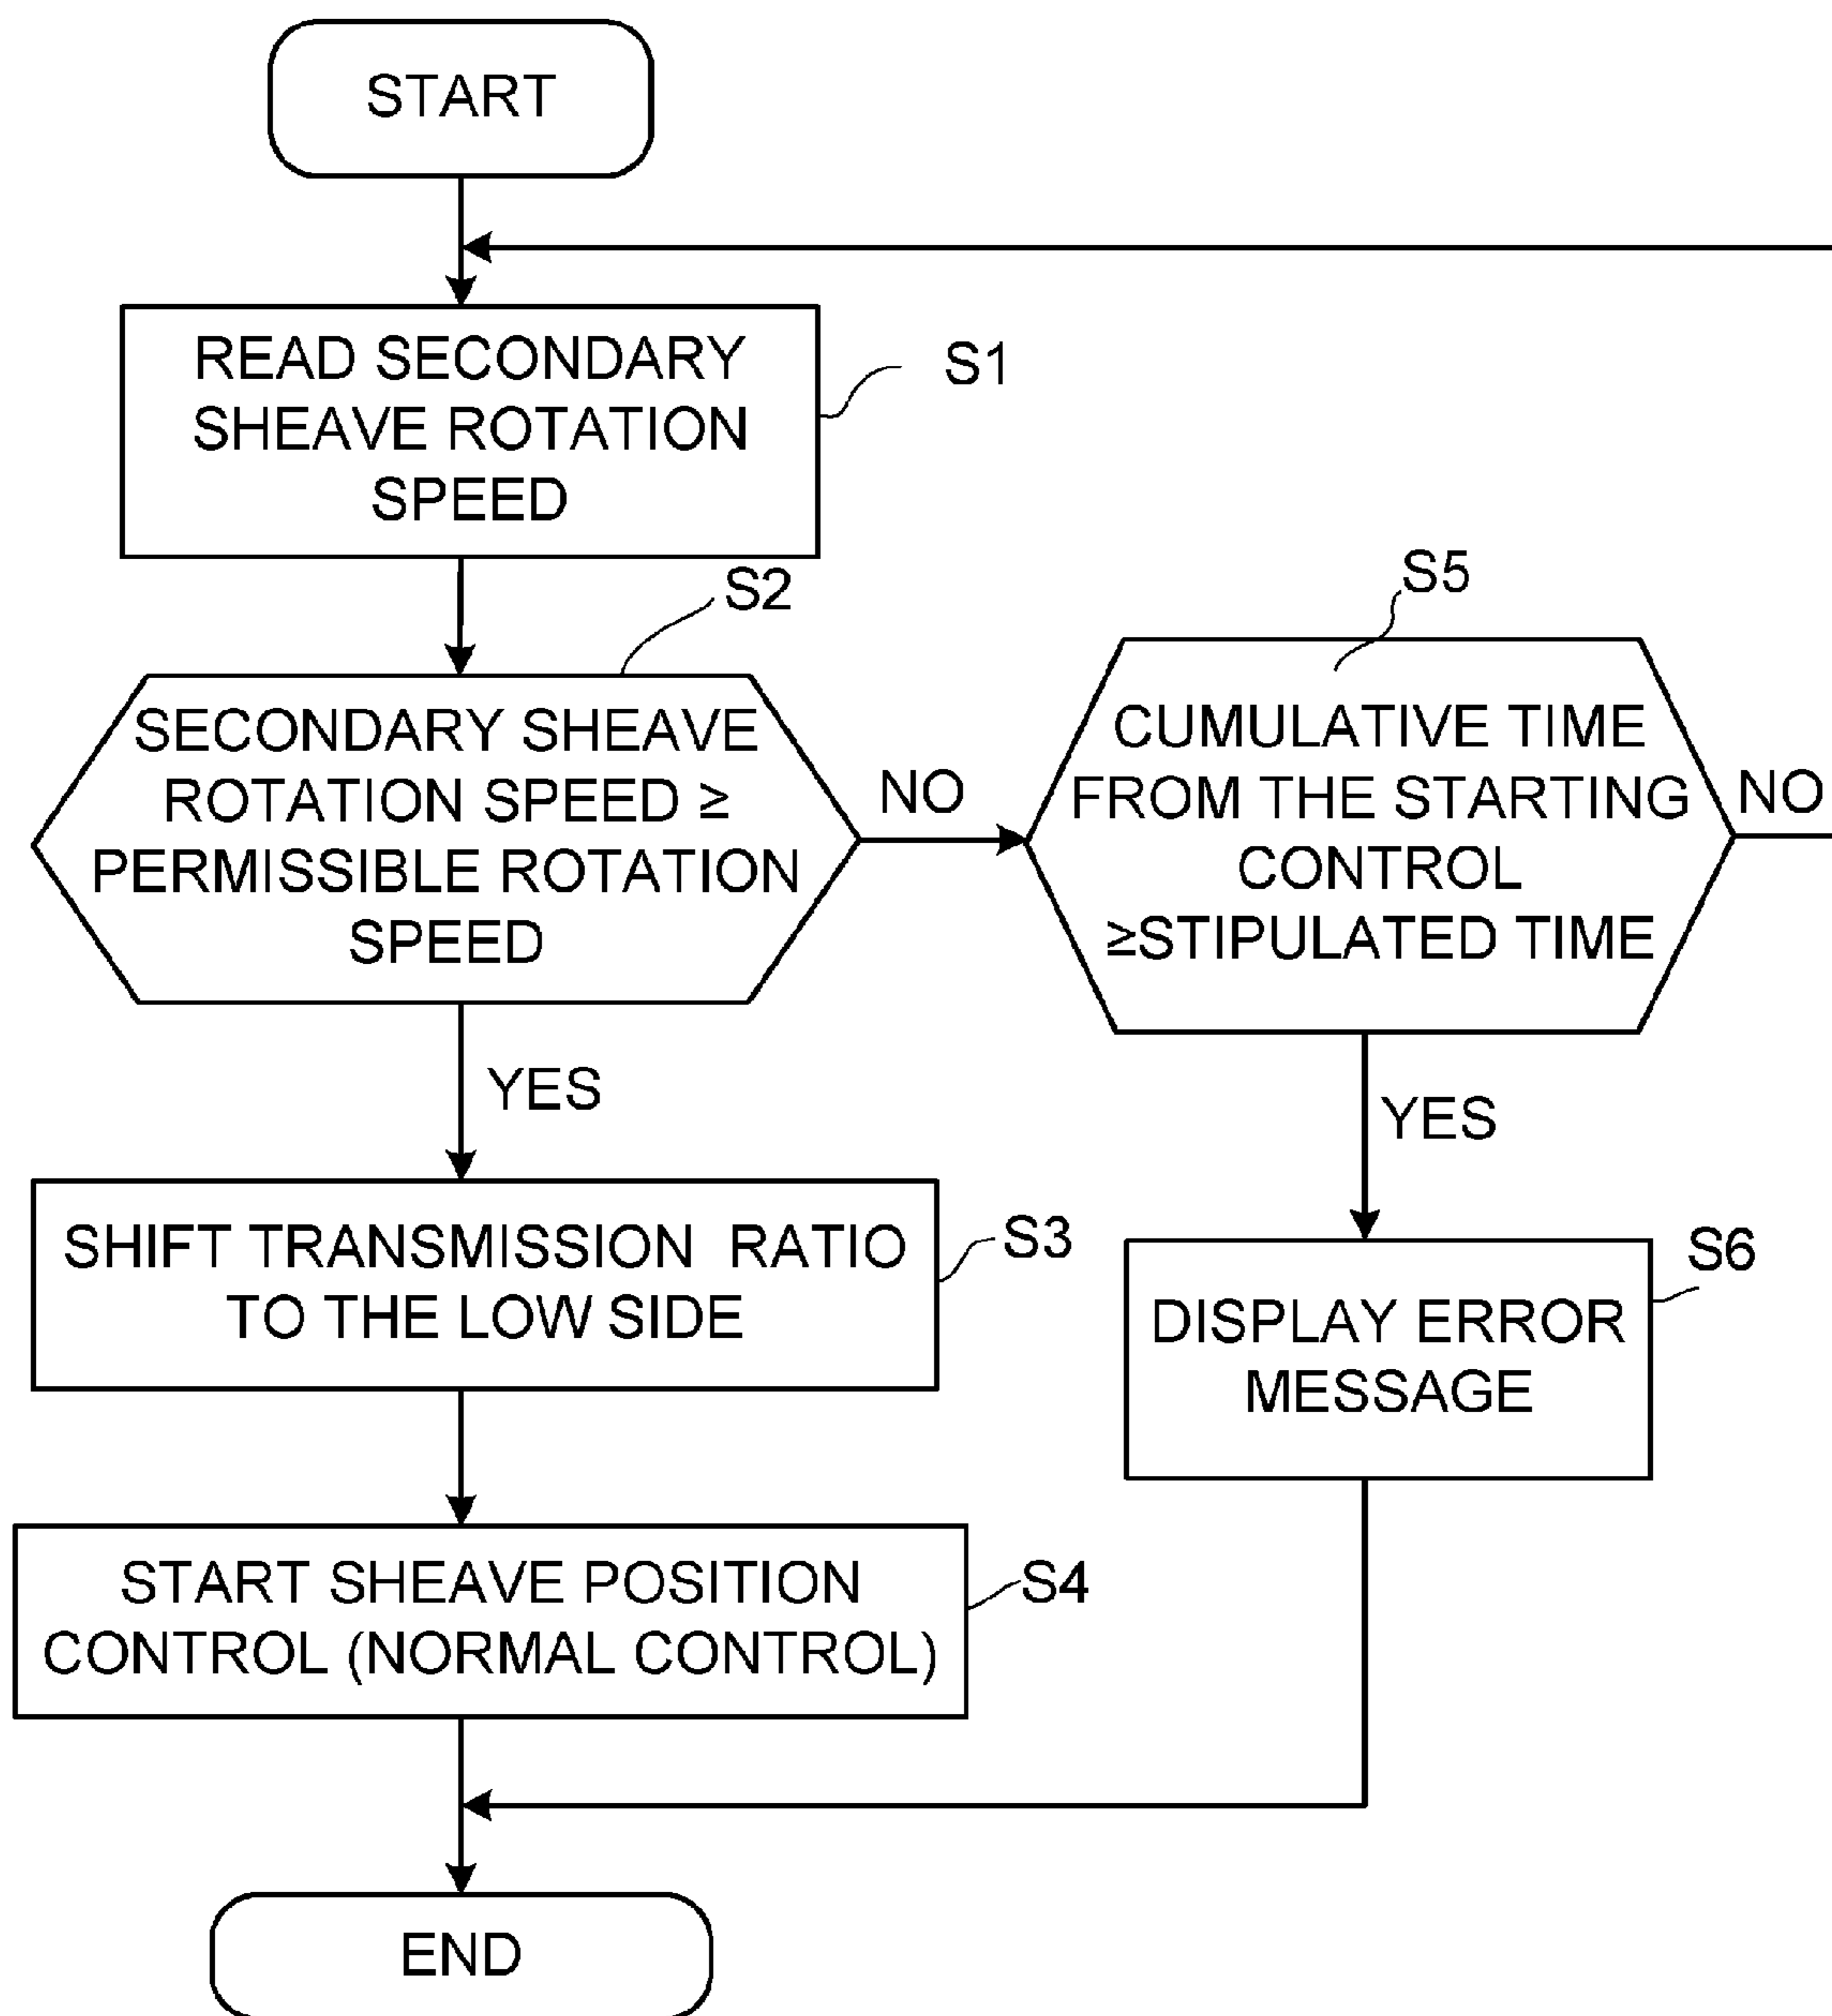 START
READ SECONDARY
SHEAVE ROTATION
SPEED
S1
S2
SECONDARY SHEAVE
ROTATION SPEED ≥
PERMISSIBLE ROTATION
SPEED
NO
S5
CUMULATIVE TIME
FROM THE STARTING
CONTROL
≥STIPULATED TIME
NO
YES
YES
SHIFT TRANSMISSION RATIO
TO THE LOW SIDE
S3
S6
DISPLAY ERROR
MESSAGE
START SHEAVE POSITION
CONTROL (NORMAL CONTROL)
S4
END